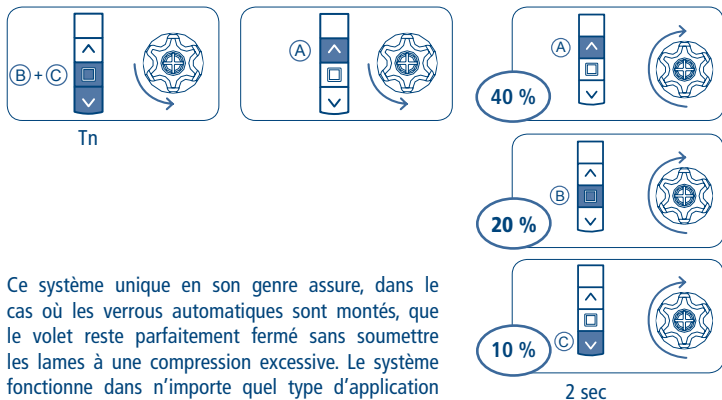 B + C
Tn
A
A
40 %
B
20 %
C
10 %
2 sec
Ce système unique en son genre assure, dans le
cas où les verrous automatiques sont montés, que
le volet reste parfaitement fermé sans soumettre
les lames à une compression excessive. Le système
fonctionne dans n’importe quel type d’application